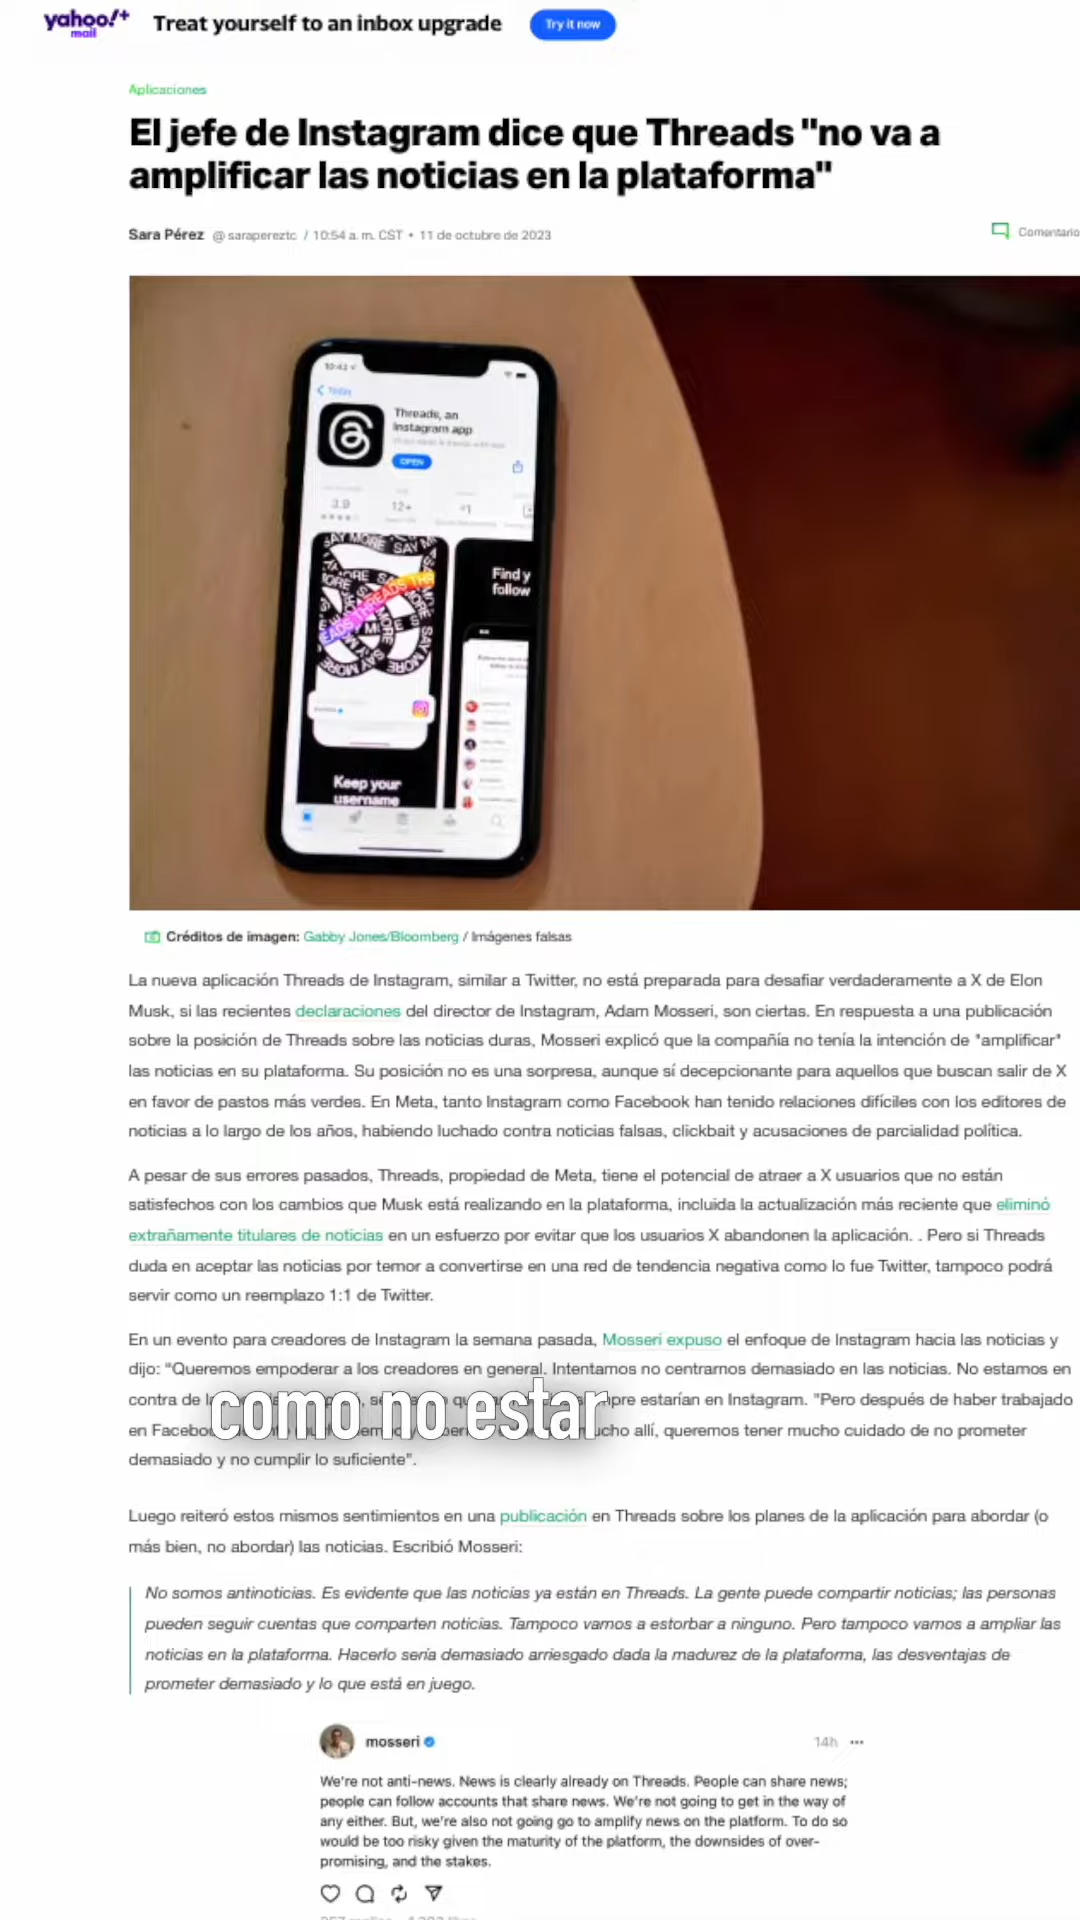 yahoo!+
mail
Treat yourself to an inbox upgrade
Try it now
Aplicaciones
El jefe de Instagram dice que Threads "no va a
amplificar las noticias en la plataforma"
Sara Pérez @sarapereztc / 10:54 a. m. CST • 11 de octubre de 2023
Comentario
10:43
Today
Threads, an
Instagram app
OPEN
3.9
12+
#1
SAY MORE
THREADS
Find y
follow
Keep your
username
Créditos de imagen: Gabby Jones/Bloomberg / Imágenes falsas
La nueva aplicación Threads de Instagram, similar a Twitter, no está preparada para desafiar verdaderamente a X de Elon
Musk, si las recientes declaraciones del director de Instagram, Adam Mosseri, son ciertas. En respuesta a una publicación
sobre la posición de Threads sobre las noticias duras, Mosseri explicó que la compañía no tenía la intención de "amplificar"
las noticias en su plataforma. Su posición no es una sorpresa, aunque sí decepcionante para aquellos que buscan salir de X
en favor de pastos más verdes. En Meta, tanto Instagram como Facebook han tenido relaciones difíciles con los editores de
noticias a lo largo de los años, habiendo luchado contra noticias falsas, clickbait y acusaciones de parcialidad política.
A pesar de sus errores pasados, Threads, propiedad de Meta, tiene el potencial de atraer a X usuarios que no están
satisfechos con los cambios que Musk está realizando en la plataforma, incluida la actualización más reciente que eliminó
extrañamente titulares de noticias en un esfuerzo por evitar que los usuarios X abandonen la aplicación. . Pero si Threads
duda en aceptar las noticias por temor a convertirse en una red de tendencia negativa como lo fue Twitter, tampoco podrá
servir como un reemplazo 1:1 de Twitter.
En un evento para creadores de Instagram la semana pasada, Mosseri expuso el enfoque de Instagram hacia las noticias y
dijo: "Queremos empoderar a los creadores en general. Intentamos no centrarnos demasiado en las noticias. No estamos en
contra de estarían en Instagram. "Pero después de haber trabajado
en allí, queremos tener mucho cuidado de no prometer
demasiado y no cumplir lo suficiente".
como no estar
Luego reiteró estos mismos sentimientos en una publicación en Threads sobre los planes de la aplicación para abordar (o
más bien, no abordar) las noticias. Escribió Mosseri:
No somos antinoticias. Es evidente que las noticias ya están en Threads. La gente puede compartir noticias; las personas
pueden seguir cuentas que comparten noticias. Tampoco vamos a estorbar a ninguno. Pero tampoco vamos a ampliar las
noticias en la plataforma. Hacerlo sería demasiado arriesgado dada la madurez de la plataforma, las desventajas de
prometer demasiado y lo que está en juego.
mosseri 14h
We're not anti-news. News is clearly already on Threads. People can share news;
people can follow accounts that share news. We're not going to get in the way of
any either. But, we're also not going go to amplify news on the platform. To do so
would be too risky given the maturity of the platform, the downsides of over-
promising, and the stakes.